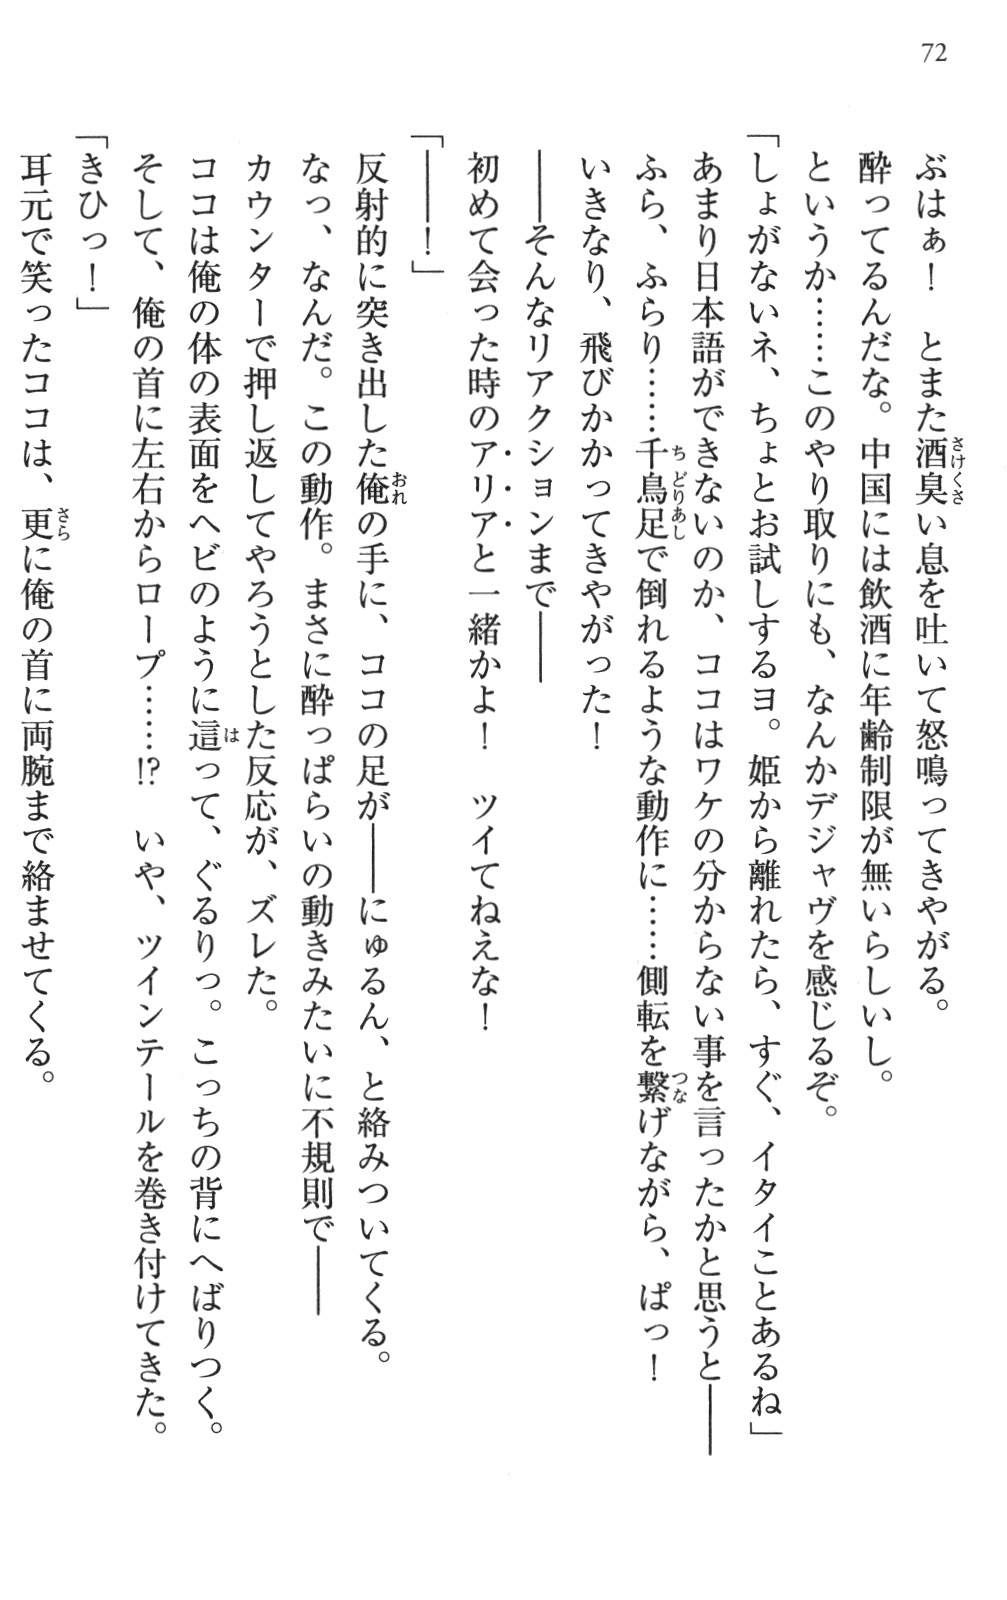 72
ぶはぁ！　とまた酒臭い息を吐いて怒鳴ってきやがる。
酔ってるんだな。中国には飲酒に年齢制限が無いらしいし。
というか……このやり取りにも、なんかデジャヴを感じるぞ。
「しょがないネ、ちょとお試しするヨ。姫から離れたら、すぐ、イタイことあるね」
あまり日本語ができないのか、ココはワケの分からない事を言ったかと思うと――
ふら、ふらり……千鳥足で倒れるような動作に……側転を繋げながら、ぱっ！
いきなり、飛びかかってきやがった！
――そんなリアクションまで――
初めて会った時のアリアと一緒かよ！　ツイてねえな！
「――！」
反射的に突き出した俺の手に、ココの足が――にゅるん、と絡みついてくる。
なっ、なんだ。この動作。まさに酔っぱらいの動きみたいに不規則で――
カウンターで押し返してやろうとした反応が、ズレた。
ココは俺の体の表面をヘビのように這って、ぐるりっ。こっちの背にへばりつく。
そして、俺の首に左右からロープ……!?　いや、ツインテールを巻き付けてきた。
「きひっ！」
耳元で笑ったココは、更に俺の首に両腕まで絡ませてくる。